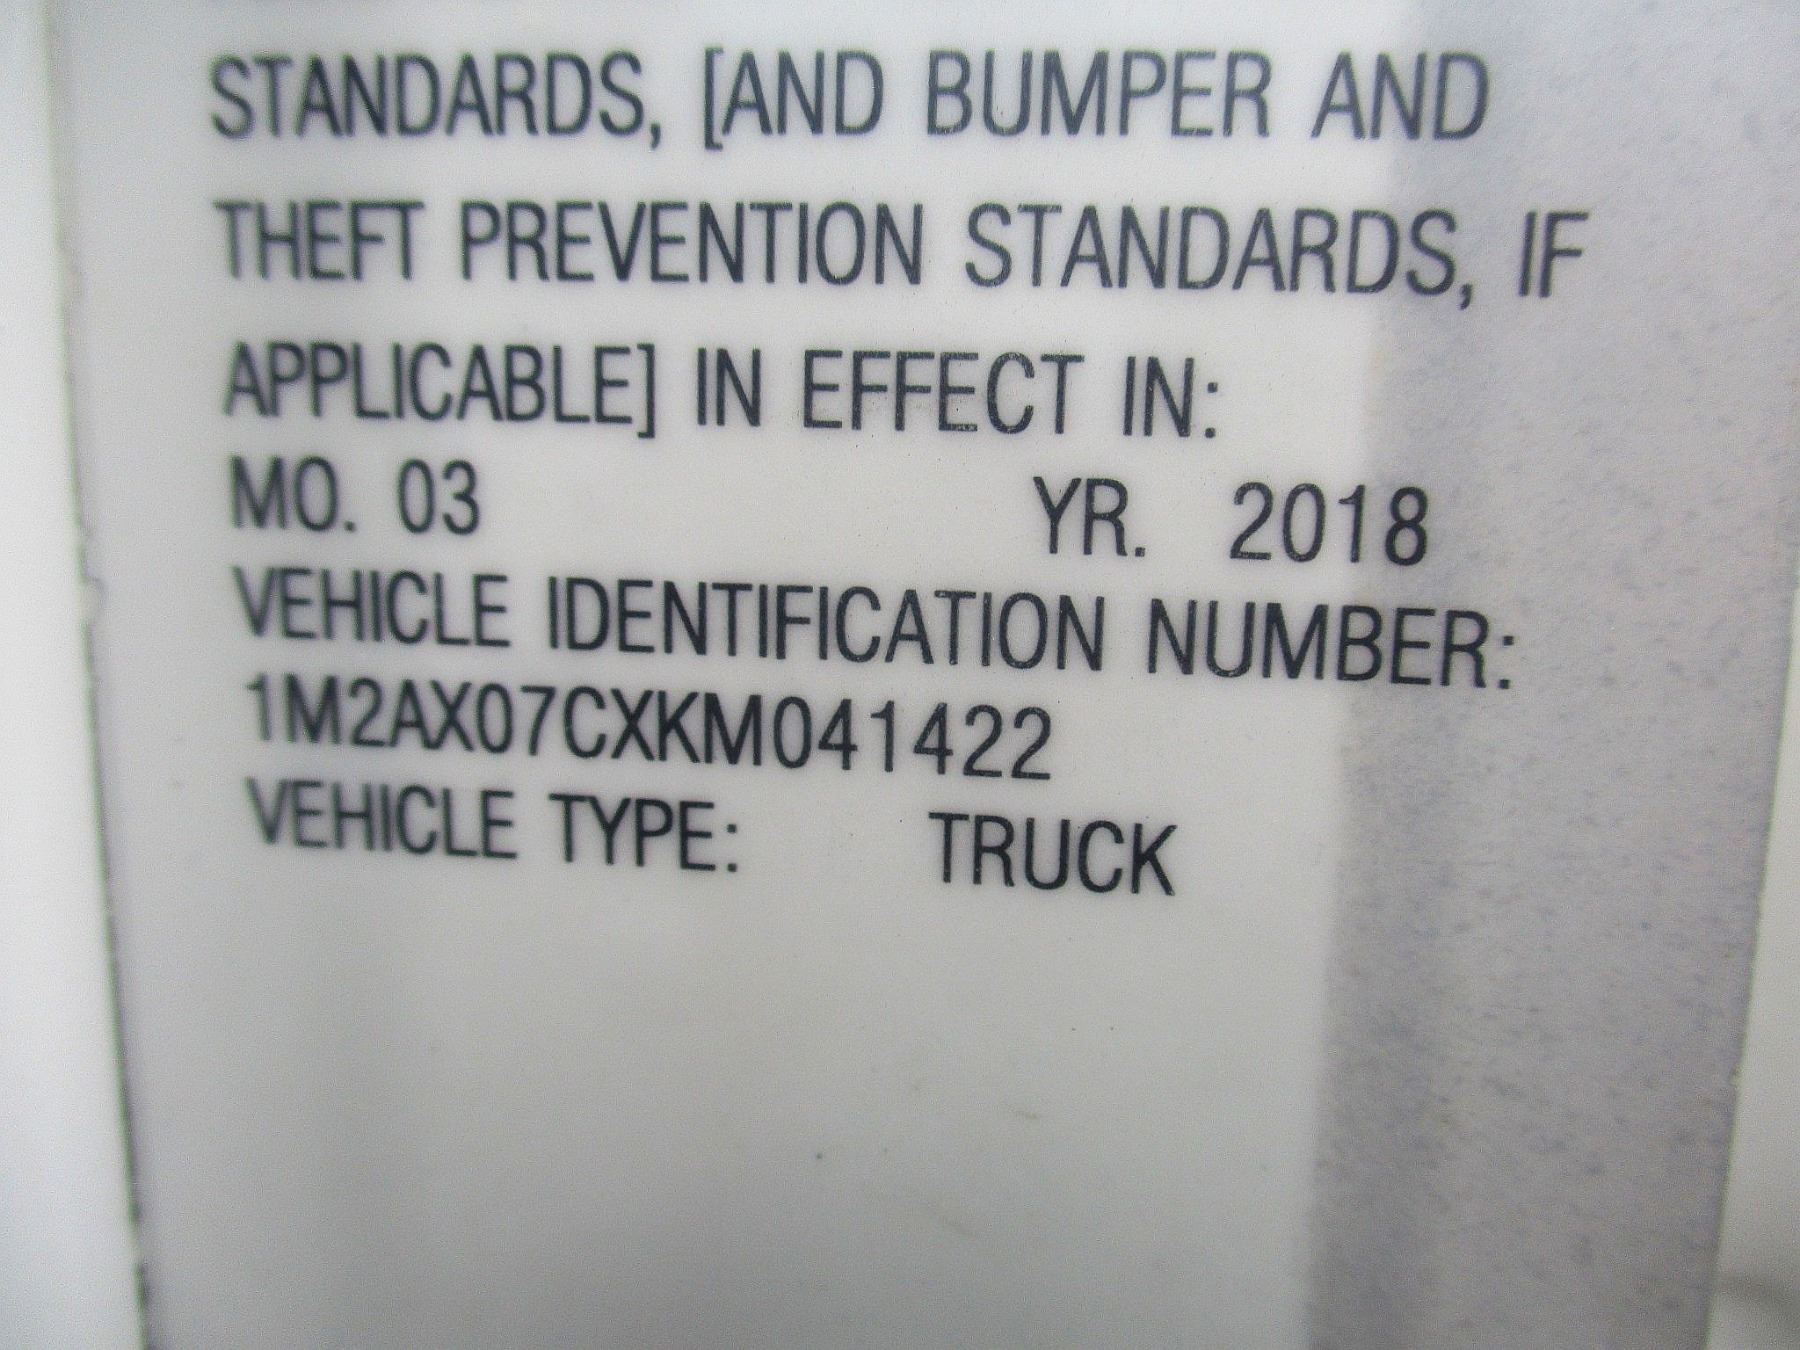 STANDARDS, [AND BUMPER AND
THEFT PREVENTION STANDARDS, IF
APPLICABLE] IN EFFECT IN:
MO. 03 YR. 2018
VEHICLE IDENTIFICATION NUMBER:
1M2AX07CXKM041422
VEHICLE TYPE: TRUCK